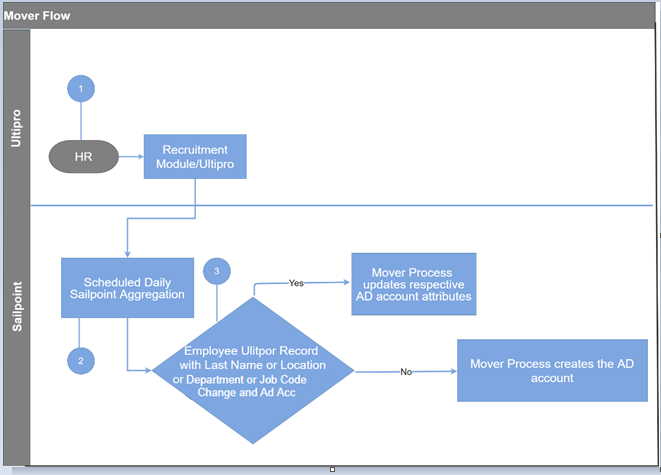 Mover Flow
Ultipro
1
HR
Recruitment
Module/Ultipro
Sailpoint
Scheduled Daily
Sailpoint Aggregation
2
3
Employee Ulitpor Record
with Last Name or Location
or Department or Job Code
Change and Ad Acc
Yes
Mover Process
updates respective
AD account attributes
No
Mover Process creates the AD
account